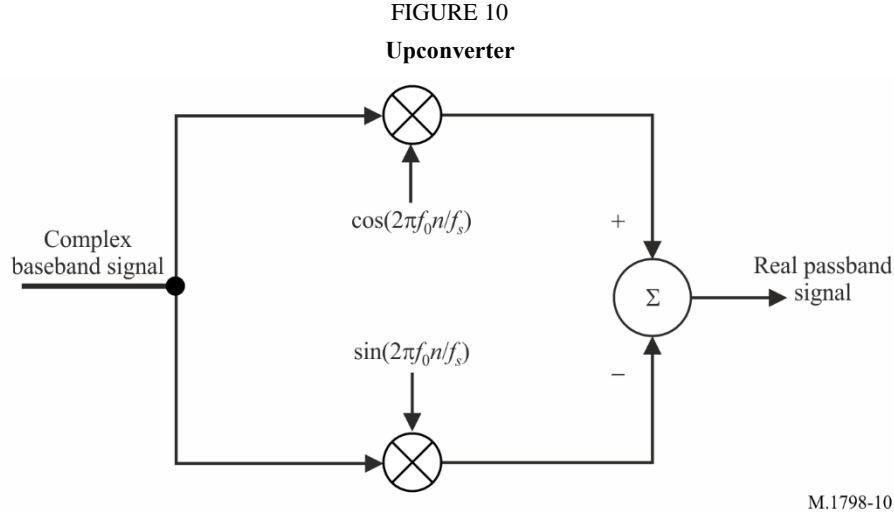 FIGURE 10
Upconverter
cos(2πf₀n/fₛ)
+
Complex
baseband signal
Σ
Real passband
signal
sin(2πf₀n/fₛ)
−
M.1798-10